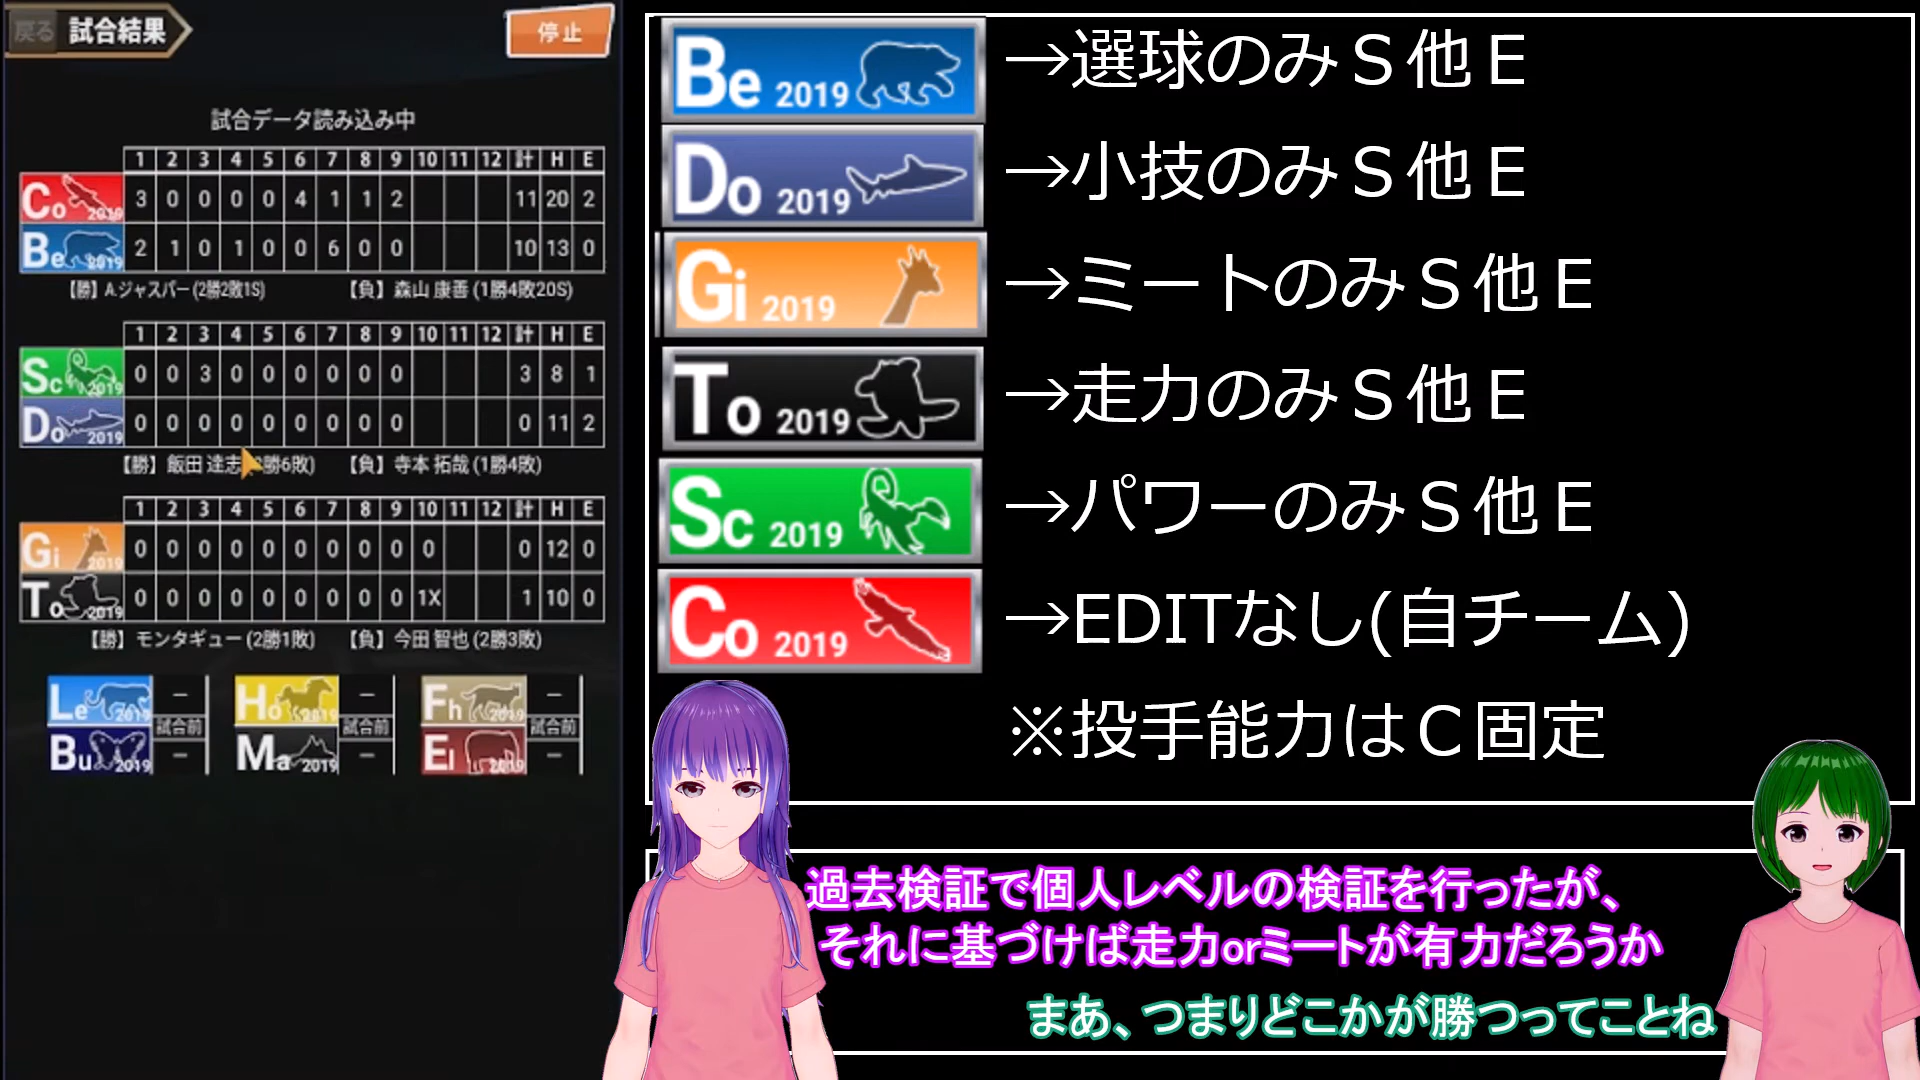 戻る 試合結果
停止
試合データ読み込み中
1 2 3 4 5 6 7 8 9 10 11 12 計 H E
Co 2019 3 0 0 0 0 4 1 1 2 11 20 2
Be 2019 2 1 0 1 0 0 6 0 0 10 13 0
【勝】A.ジャスパー(2勝2敗1S) 【負】森山 康善(1勝4敗20S)
1 2 3 4 5 6 7 8 9 10 11 12 計 H E
Sc 2019 0 0 3 0 0 0 0 0 0 3 8 1
Do 2019 0 0 0 0 0 0 0 0 0 0 11 2
【勝】飯田 達志 勝6敗) 【負】寺本 拓哉(1勝4敗)
1 2 3 4 5 6 7 8 9 10 11 12 計 H E
Gi 2019 0 0 0 0 0 0 0 0 0 0 0 12 0
To 2019 0 0 0 0 0 0 0 0 0 1X 1 10 0
【勝】モンタギュー(2勝1敗) 【負】今田 智也(2勝3敗)
Le 2019 – Ho 2019 – Fh 2019 –
試合前 試合前 試合前
Bu 2019 – Ma 2019 – El 2019 –
Be 2019 →選球のみS他E
Do 2019 →小技のみS他E
Gi 2019 →ミートのみS他E
To 2019 →走力のみS他E
Sc 2019 →パワーのみS他E
Co 2019 →EDITなし(自チーム)
※投手能力はC固定
過去検証で個人レベルの検証を行ったが、
それに基づけば走力orミートが有力だろうか
まあ、つまりどこかが勝つってことね